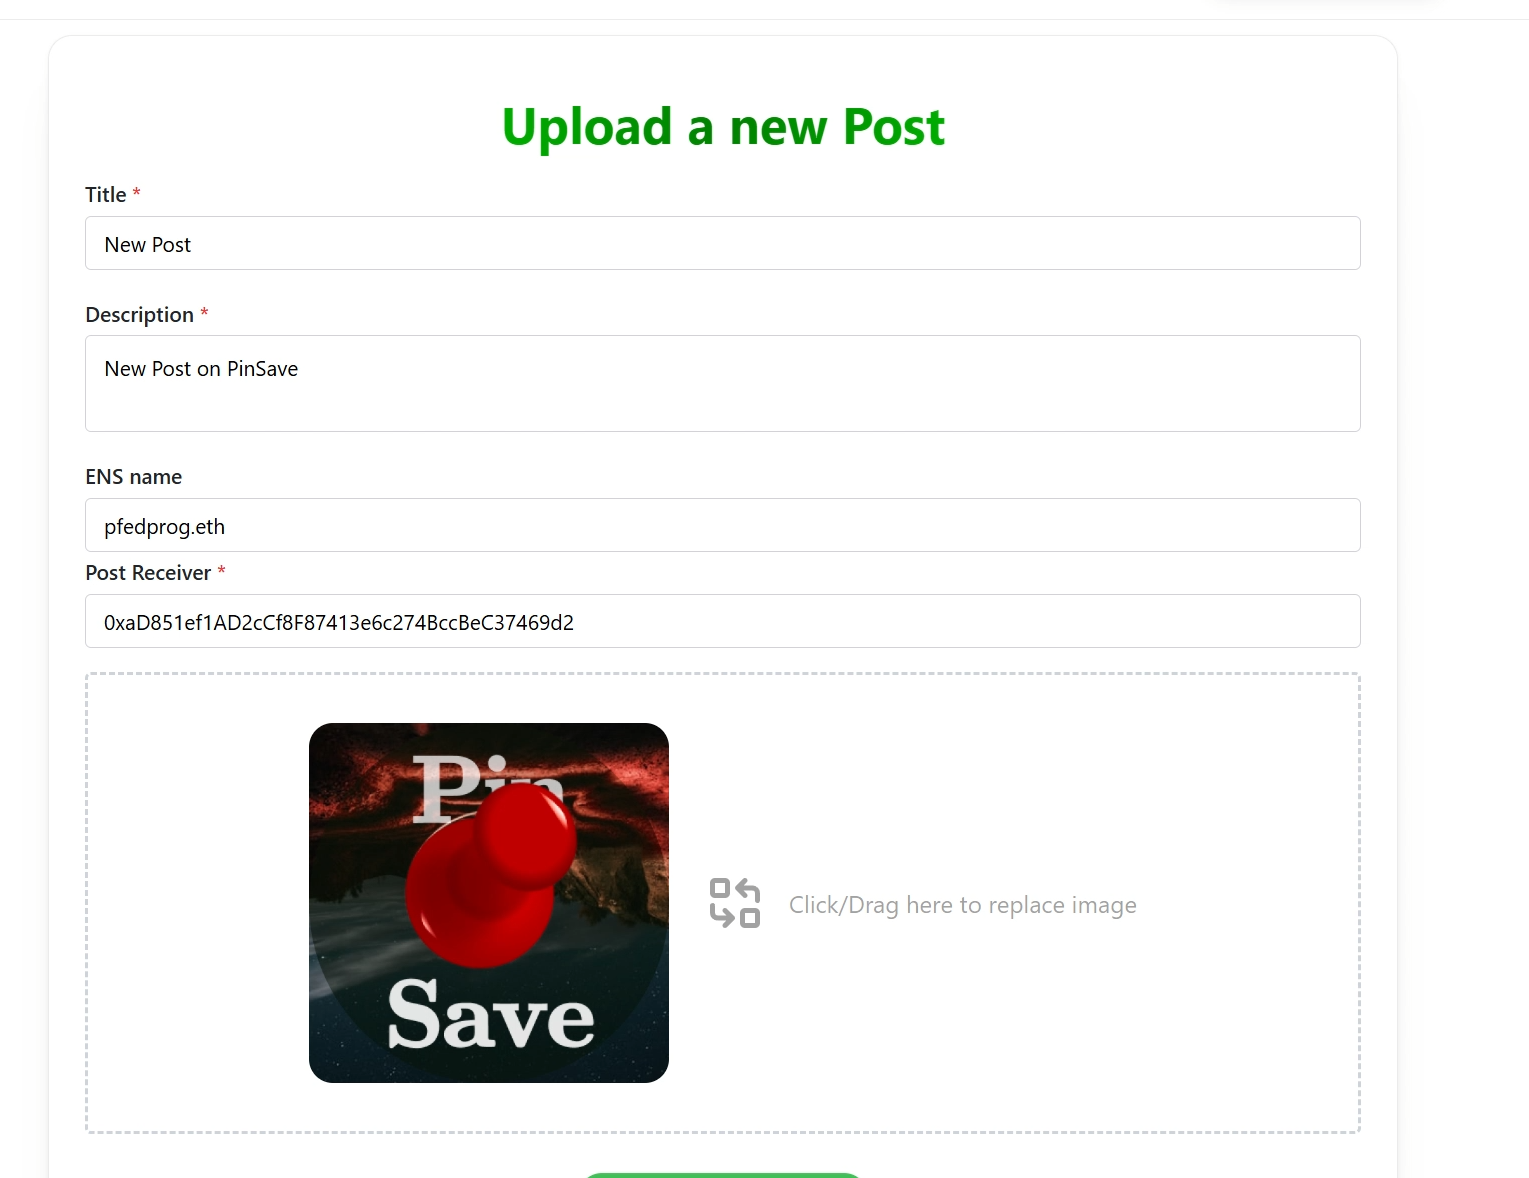 Upload a new Post
Title *
New Post
Description *
New Post on PinSave
ENS name
pfedprog.eth
Post Receiver *
0xaD851ef1AD2cCf8F87413e6c274BccBeC37469d2
Pin
Click/Drag here to replace image
Save